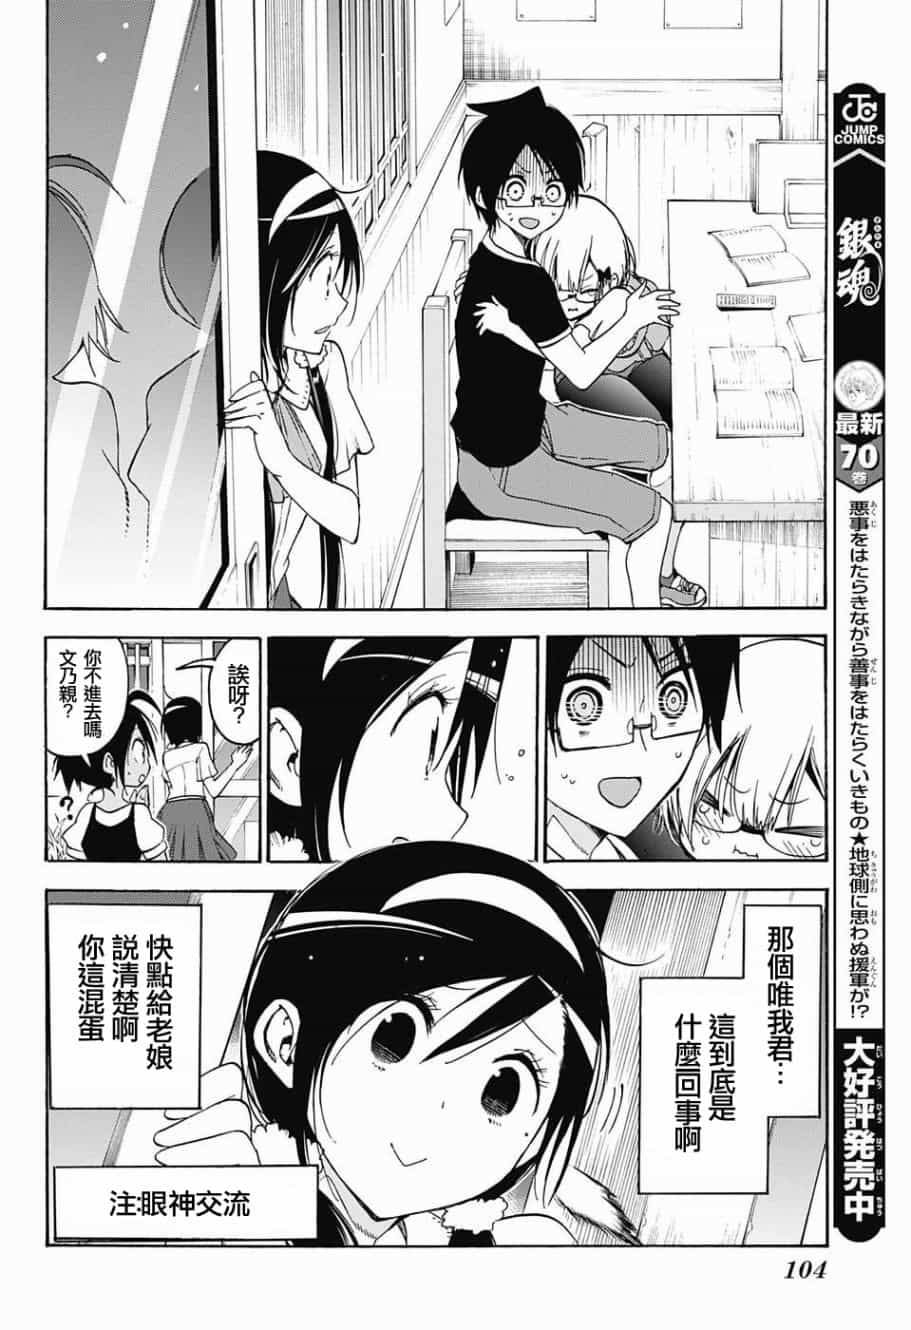 誒呀?
你不進去嗎
文乃親?
那個唯我君…
這到底是
什麼回事啊
快點給老娘
説清楚啊
你這混蛋
注:眼神交流
?
104
JC
JUMP
COMICS
銀魂
最新
70
巻
悪事をはたらきながら善事をはたらくいきもの★地球側に思わぬ援軍が!?
大好評発売中